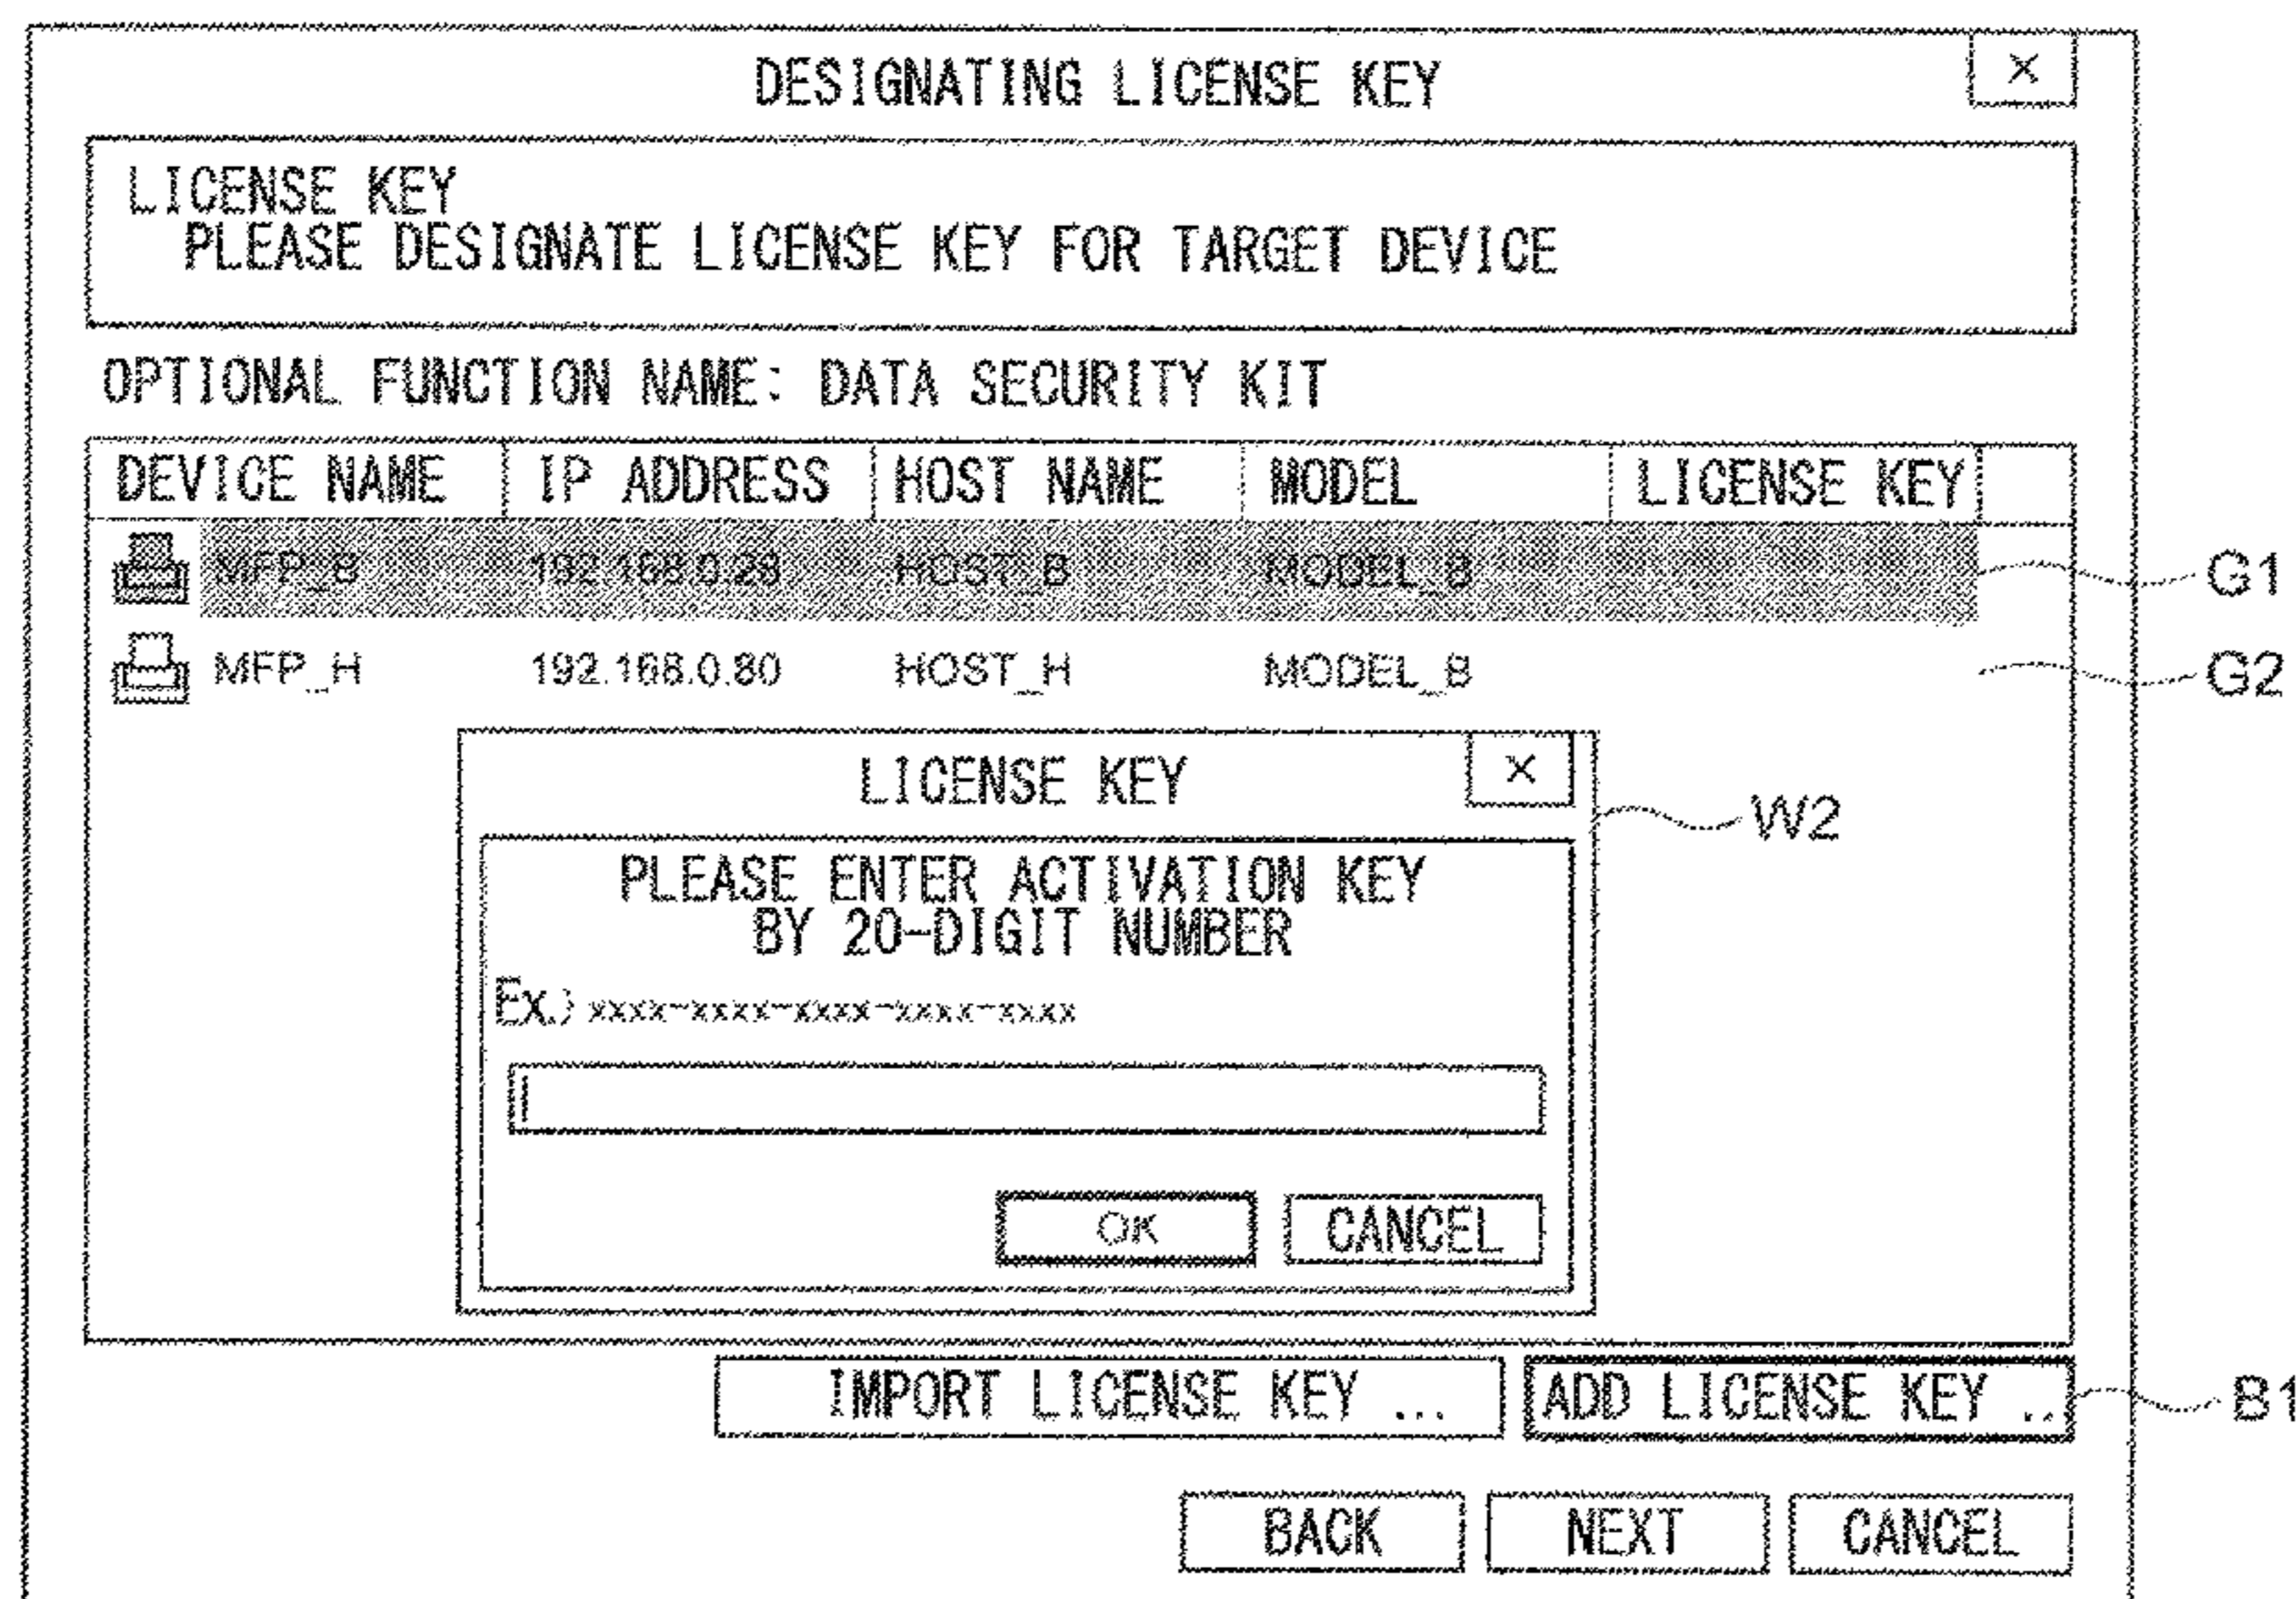 DESIGNATING LICENSE KEY
×
LICENSE KEY
PLEASE DESIGNATE LICENSE KEY FOR TARGET DEVICE
OPTIONAL FUNCTION NAME: DATA SECURITY KIT
DEVICE NAME IP ADDRESS HOST NAME MODEL LICENSE KEY
MFP_B 192.168.0.28 HOST_B MODEL_B G1
MFP_H 192.168.0.80 HOST_H MODEL_B G2
LICENSE KEY ×
W2
PLEASE ENTER ACTIVATION KEY
BY 20-DIGIT NUMBER
Ex.) xxxx-xxxx-xxxx-xxxx-xxxx
OK CANCEL
IMPORT LICENSE KEY ... ADD LICENSE KEY .. B1
BACK NEXT CANCEL